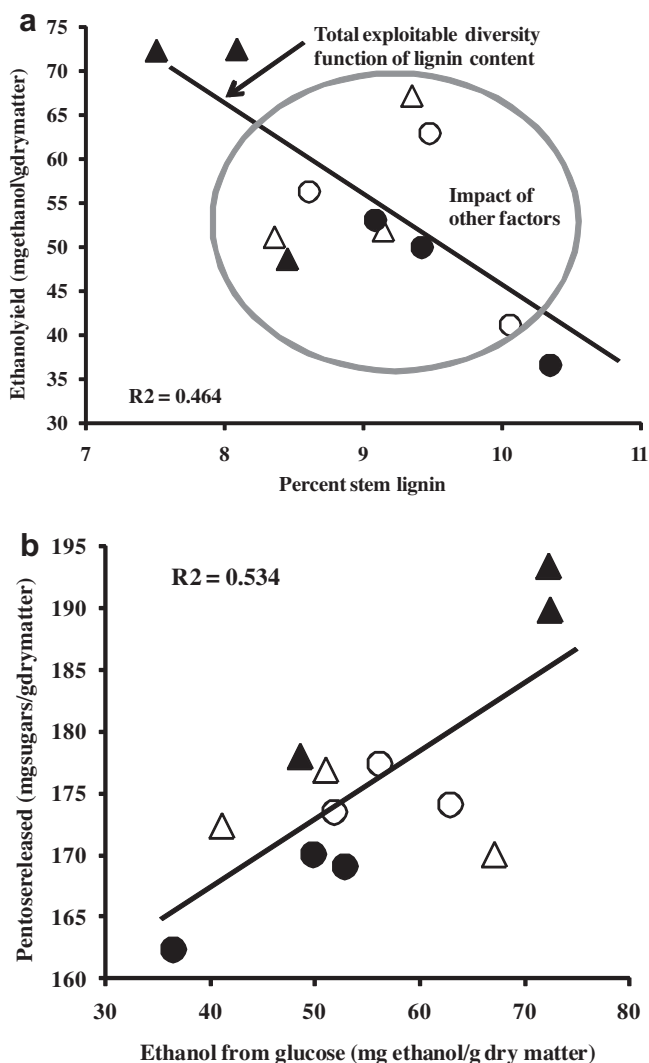 a
75
70
65
60
55
50
45
40
35
30
Ethanolyield (mgethanol\gdrymatter)
Total exploitable diversity
function of lignin content
Impact of
other factors
R2 = 0.464
7 8 9 10 11
Percent stem lignin
b
195
190
185
180
175
170
165
160
Pentosereleased (mgsugars/gdrymatter)
R2 = 0.534
30 40 50 60 70 80
Ethanol from glucose (mg ethanol/g dry matter)